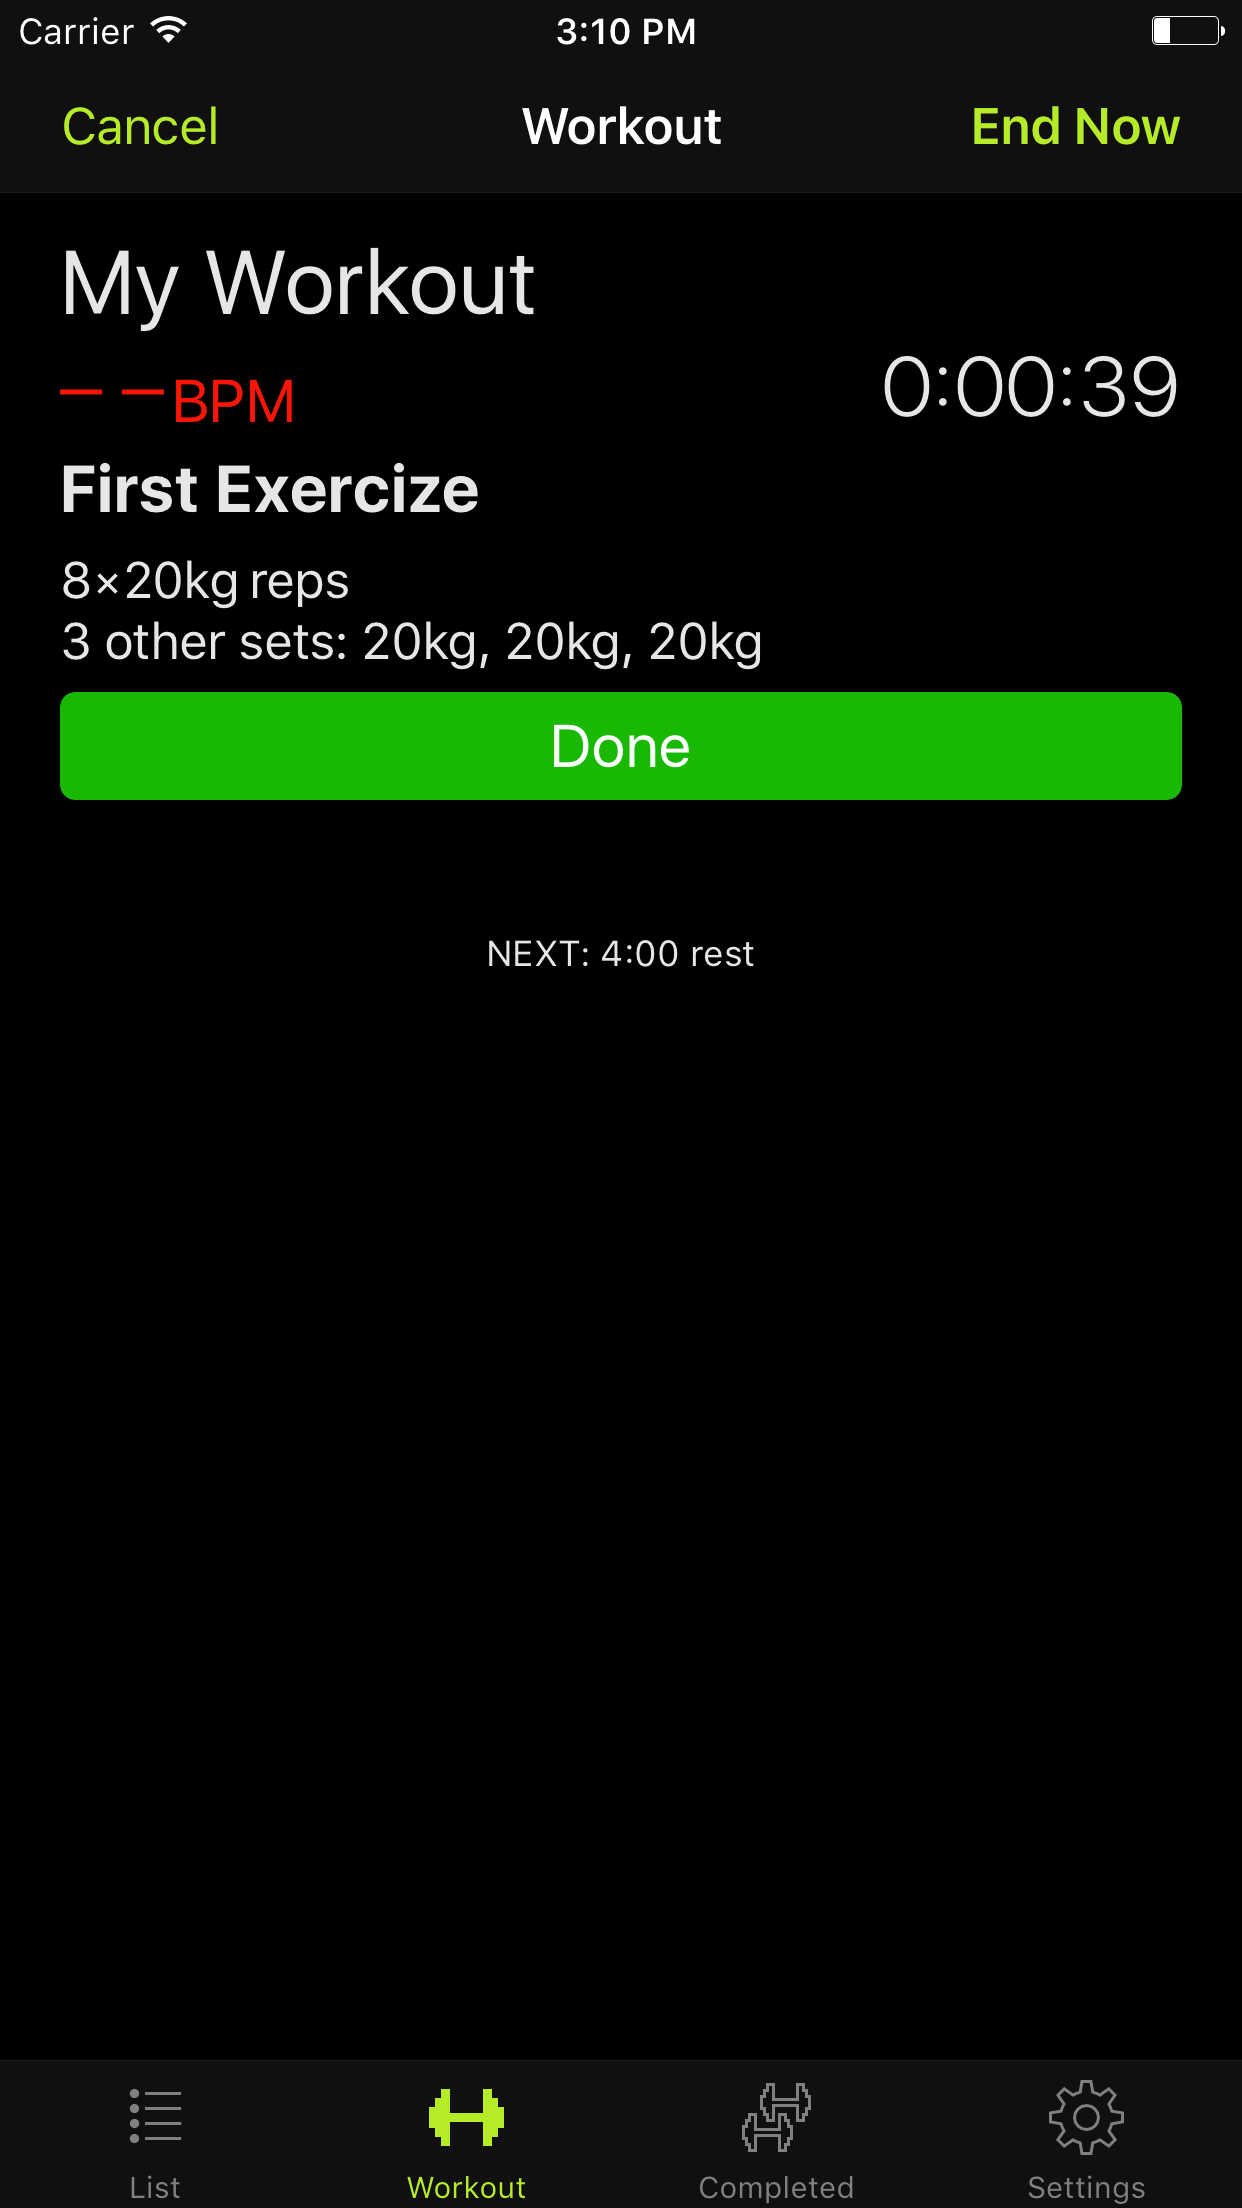 Carrier 3:10 PM
Cancel Workout End Now
My Workout
– – BPM 0:00:39
First Exercize
8×20kg reps
3 other sets: 20kg, 20kg, 20kg
Done
NEXT: 4:00 rest
List Workout Completed Settings